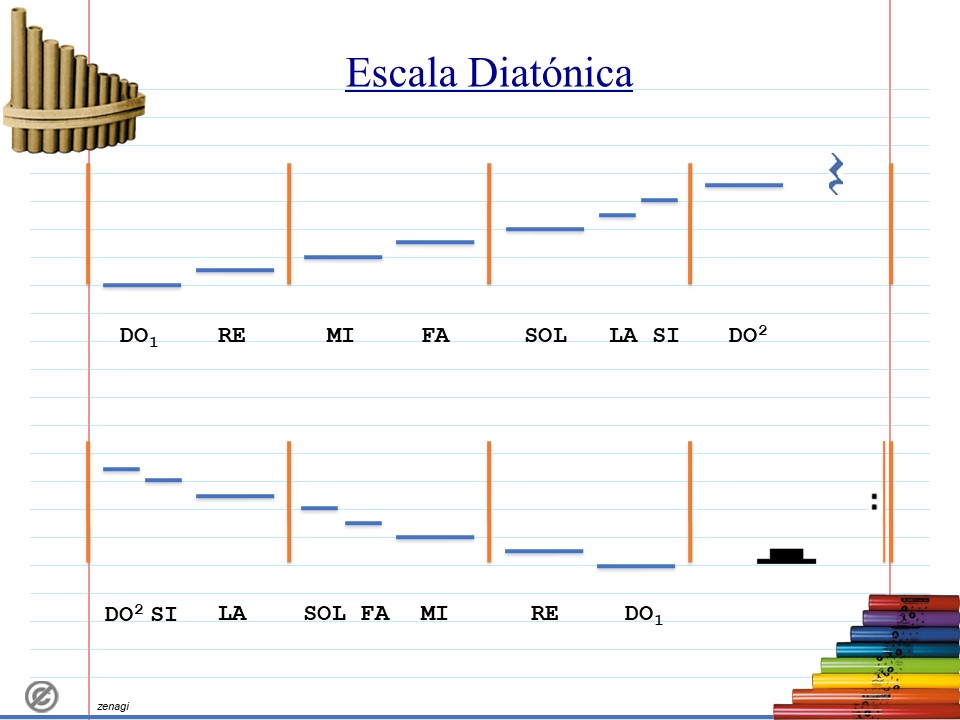 Escala Diatónica
DO₁ RE MI FA SOL LA SI DO²
:
DO² SI LA SOL FA MI RE DO₁
zenagi